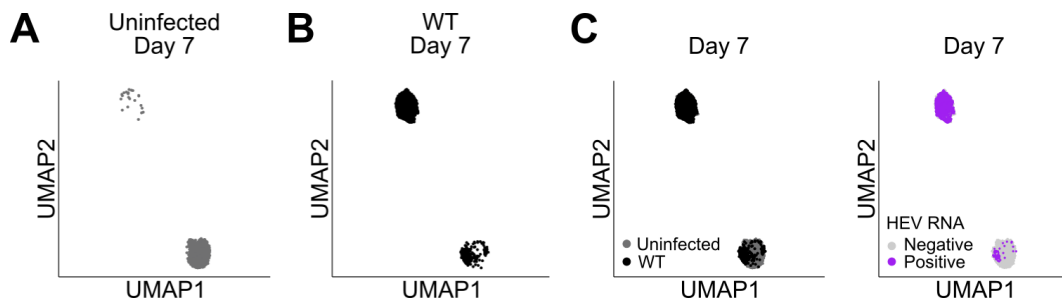 A
Uninfected
Day 7
UMAP2
UMAP1
B
WT
Day 7
UMAP2
UMAP1
C
Day 7
UMAP2
Uninfected
WT
UMAP1
Day 7
UMAP2
HEV RNA
Negative
Positive
UMAP1